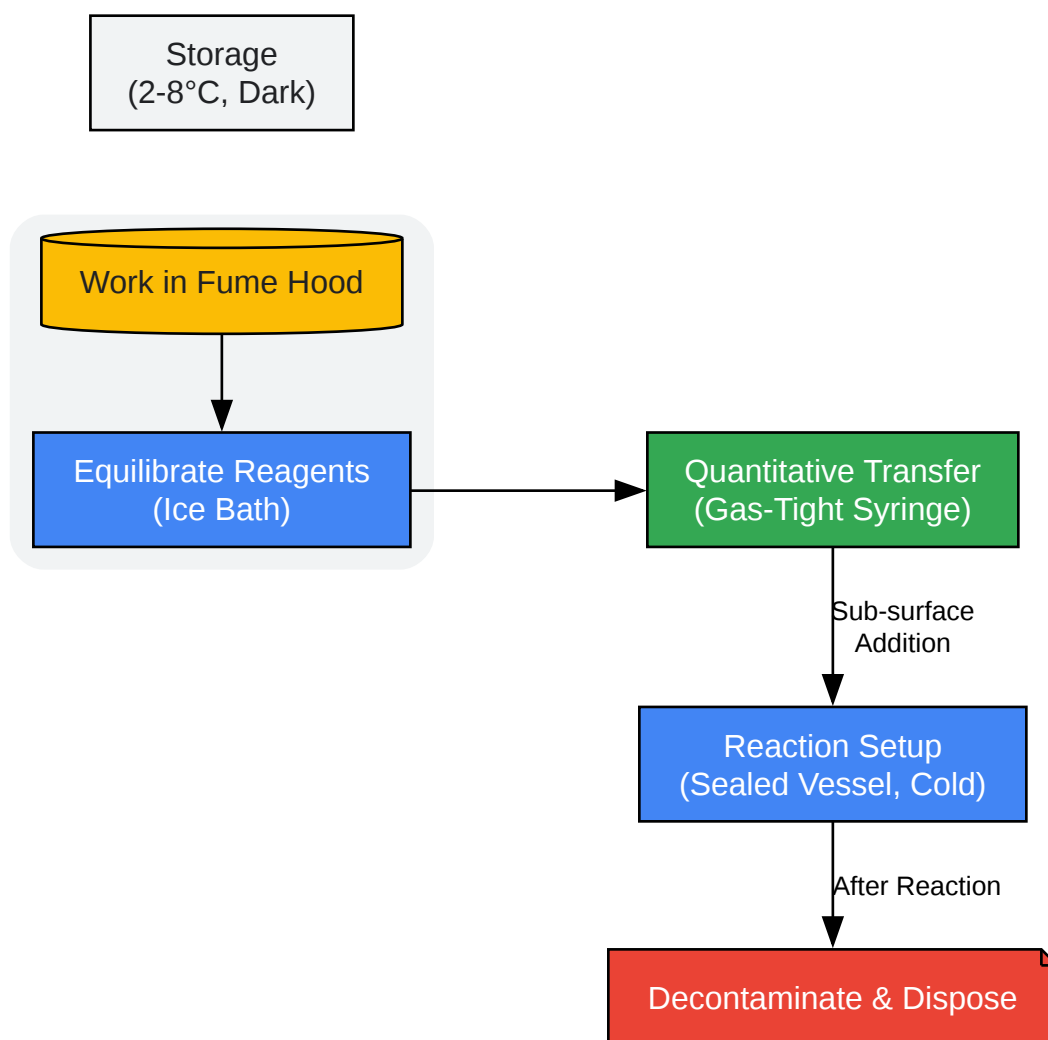 Storage
(2-8°C, Dark)
Work in Fume Hood
Equilibrate Reagents
(Ice Bath)
Quantitative Transfer
(Gas-Tight Syringe)
Sub-surface
Addition
Reaction Setup
(Sealed Vessel, Cold)
After Reaction
Decontaminate & Dispose